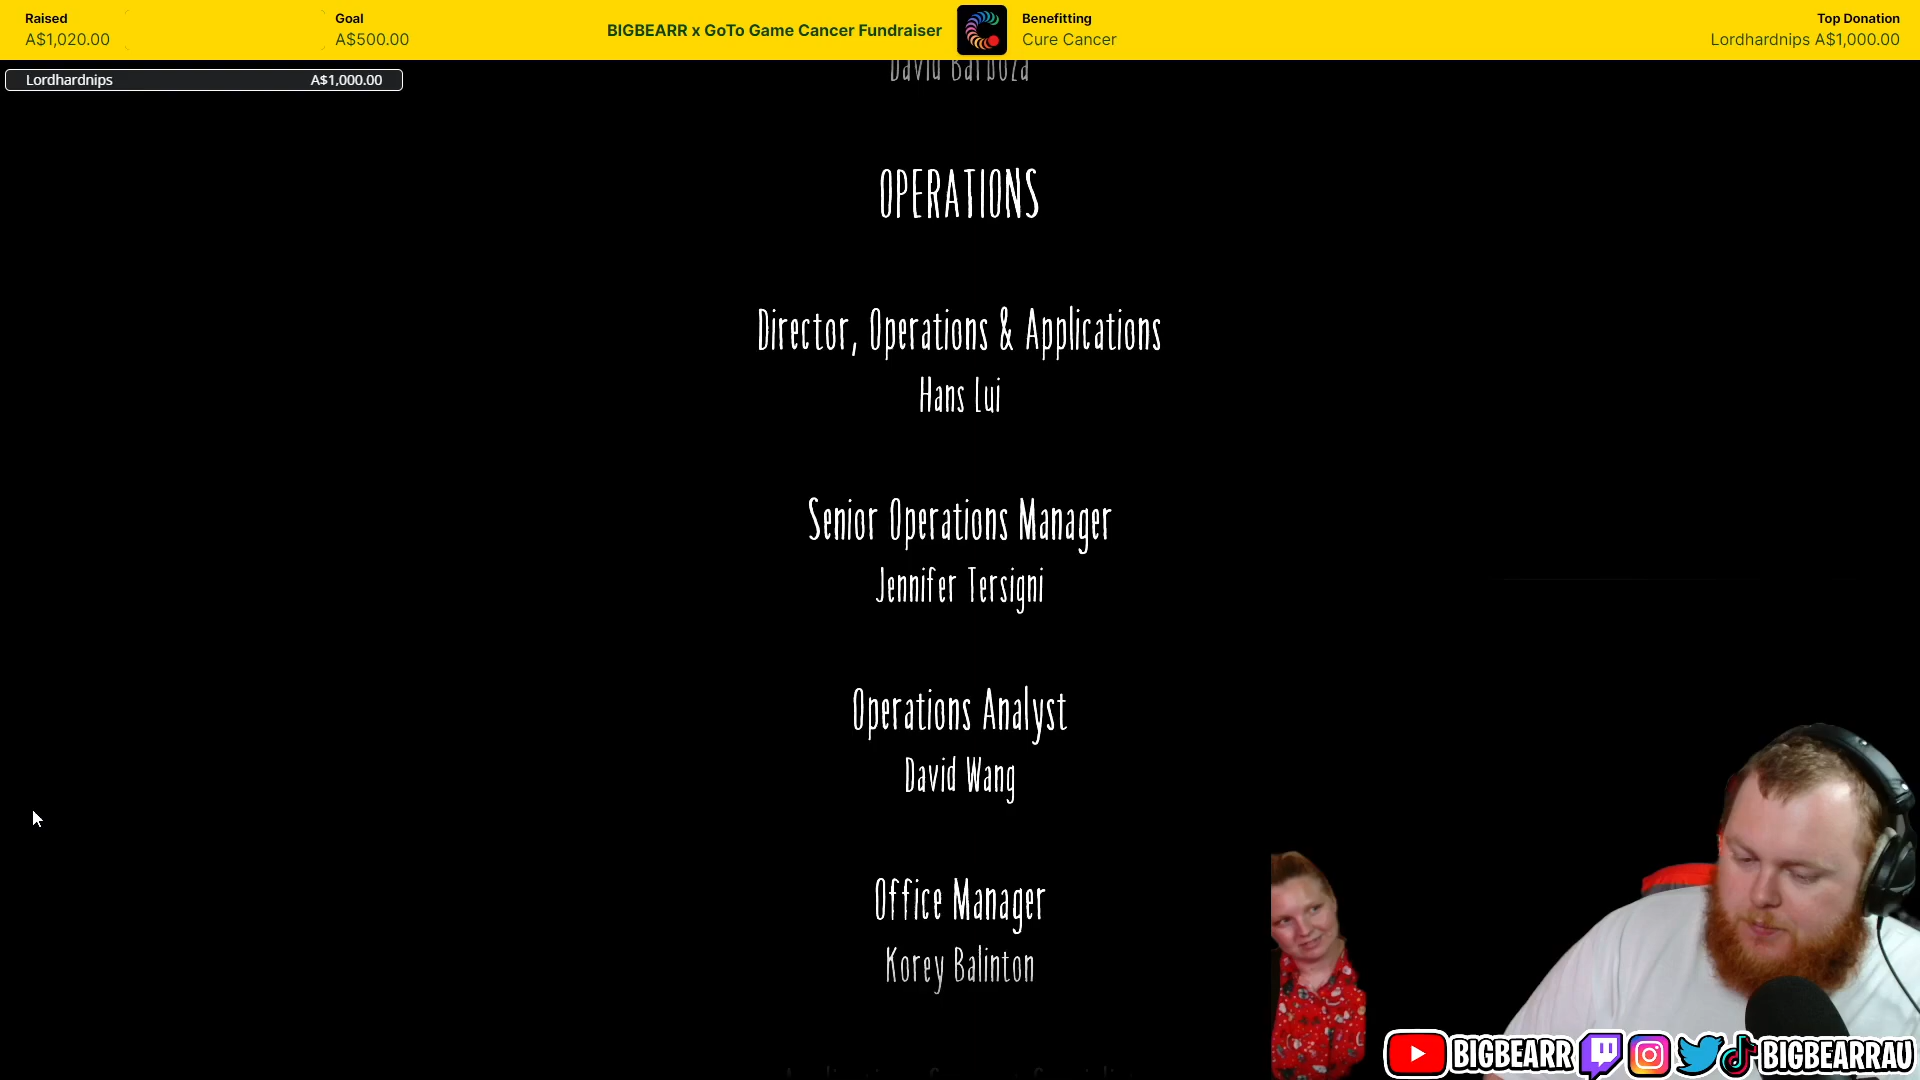 Raised
A$1,020.00
Goal
A$500.00
BIGBEARR x GoTo Game Cancer Fundraiser
Benefitting
Cure Cancer
Top Donation
Lordhardnips A$1,000.00
Lordhardnips A$1,000.00
David Barboza
OPERATIONS
Director, Operations & Applications
Hans Lui
Senior Operations Manager
Jennifer Tersigni
Operations Analyst
David Wang
Office Manager
Korey Balinton
BIGBEARR
BIGBEARRAU